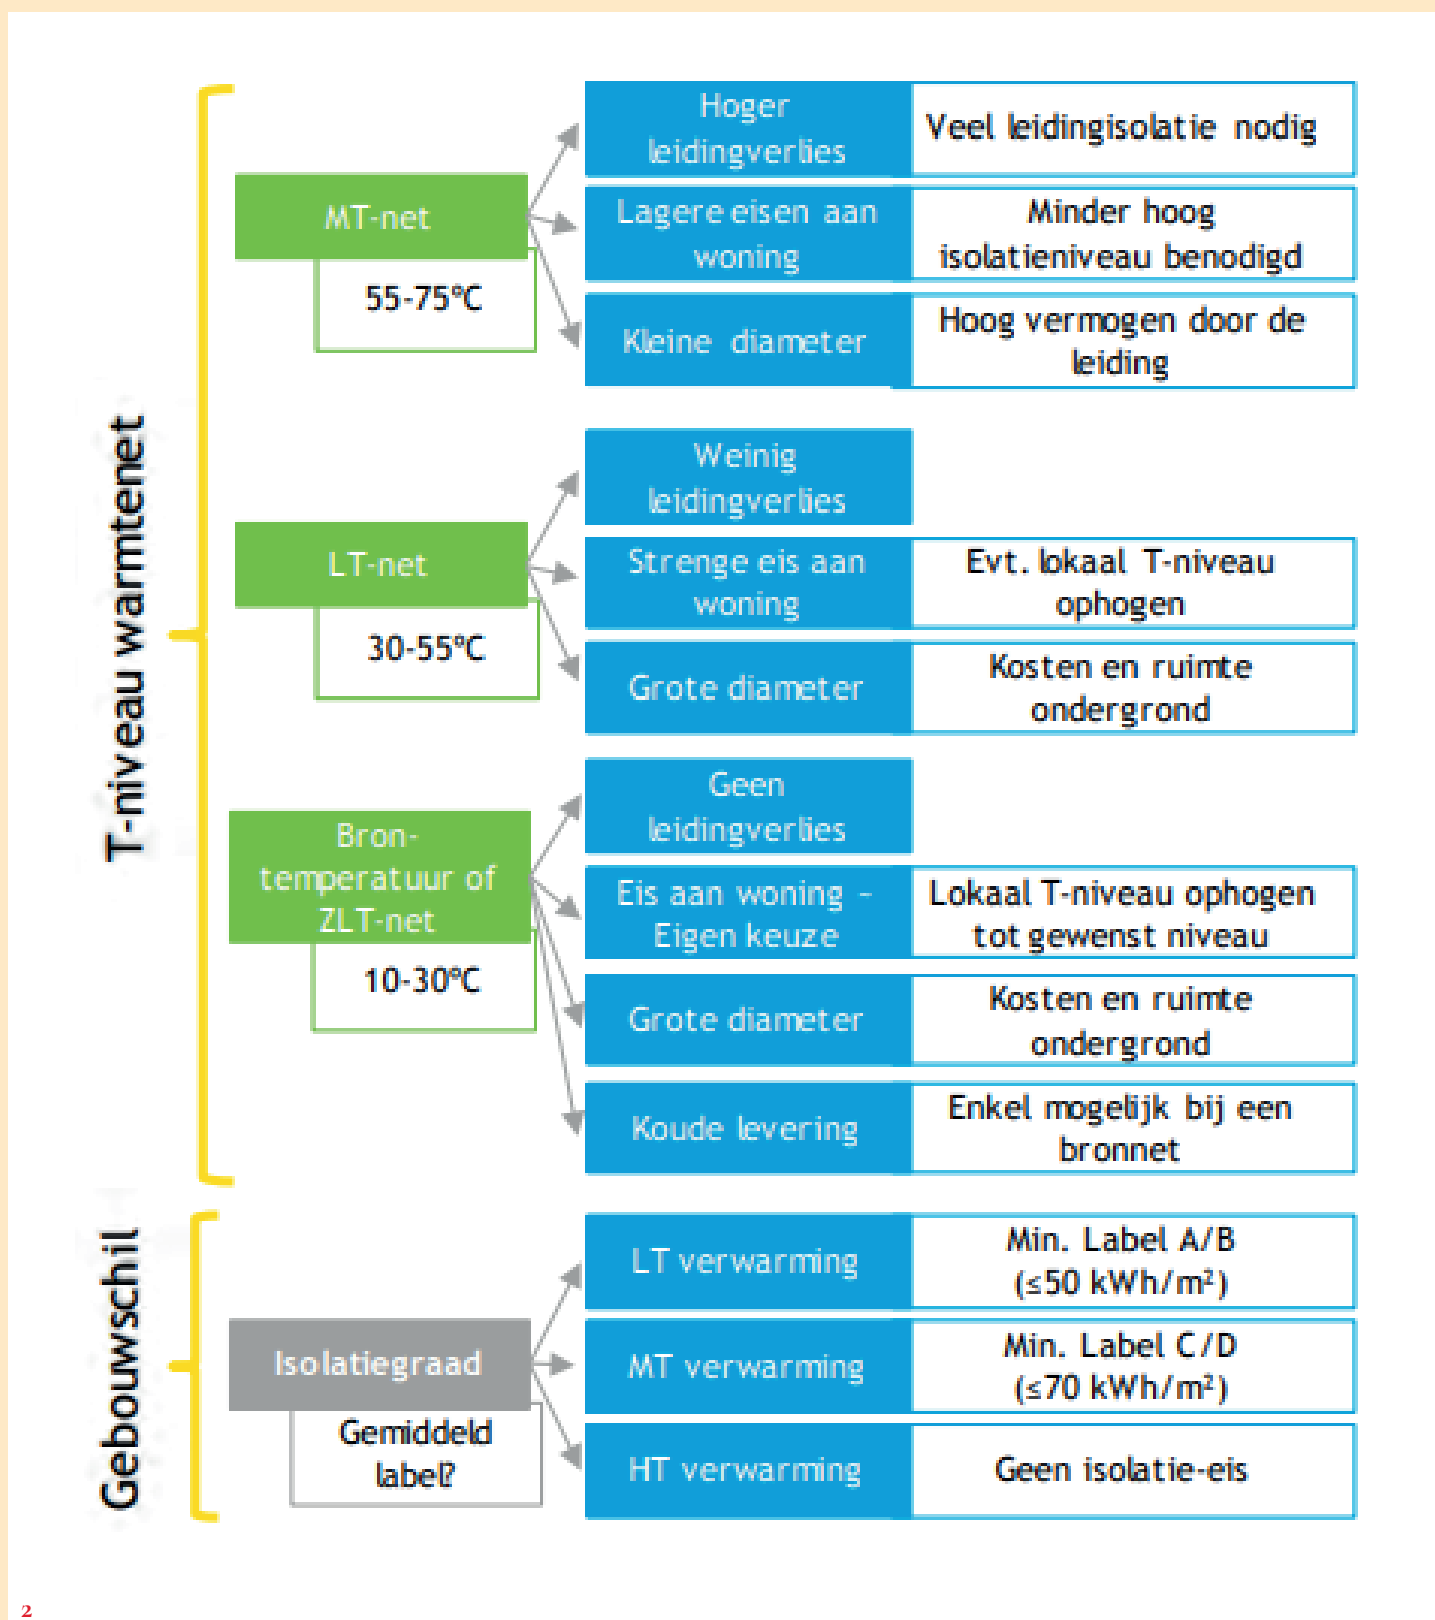 T-niveau warmtenet
MT-net
55-75°C
Hoger
leidingverlies
Veel leidingisolatie nodig
Lagere eisen aan
woning
Minder hoog
isolatieniveau benodigd
Kleine diameter
Hoog vermogen door de
leiding
LT-net
30-55°C
Weinig
leidingverlies
Strenge eis aan
woning
Evt. lokaal T-niveau
ophogen
Grote diameter
Kosten en ruimte
ondergrond
Bron-
temperatuur of
ZLT-net
10-30°C
Geen
leidingverlies
Eis aan woning –
Eigen keuze
Lokaal T-niveau ophogen
tot gewenst niveau
Grote diameter
Kosten en ruimte
ondergrond
Koude levering
Enkel mogelijk bij een
bronnet
Gebouwschil
Isolatiegraad
Gemiddeld
label?
LT verwarming
Min. Label A/B
(≤50 kWh/m²)
MT verwarming
Min. Label C/D
(≤70 kWh/m²)
HT verwarming
Geen isolatie-eis
2